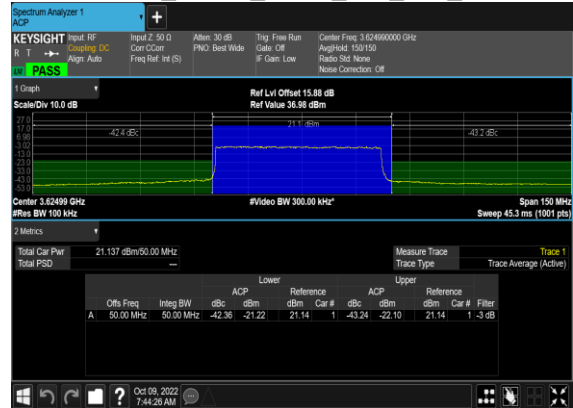 Spectrum Analyzer 1
ACP
KEYSIGHT Input: RF Input Z: 50 Ω Atten: 30 dB Trig: Free Run Center Freq: 3.624990000 GHz
R T Coupling: DC Corr CCorr PNO: Best Wide Gate: Off Avg|Hold: 150/150
Align: Auto Freq Ref: Int (S) IF Gain: Low Radio Std: None
PASS Noise Correction: Off
1 Graph Ref Lvl Offset 15.88 dB
Scale/Div 10.0 dB Ref Value 36.98 dBm
27.0
17.0 -42.4 dBc 21.1 dBm -43.2 dBc
6.98
-3.02
-13.0
-23.0
-33.0
-43.0
-53.0
Center 3.62499 GHz #Video BW 300.00 kHz* Span 150 MHz
#Res BW 100 kHz Sweep 45.3 ms (1001 pts)
2 Metrics
Total Car Pwr 21.137 dBm/50.00 MHz Measure Trace Trace 1
Total PSD --- Trace Type Trace Average (Active)
Lower Upper
ACP Reference ACP Reference
Offs Freq Integ BW dBc dBm dBm Car # dBc dBm dBm Car # Filter
A 50.00 MHz 50.00 MHz -42.36 -21.22 21.14 1 -43.24 -22.10 21.14 1 -3 dB
? Oct 09, 2022
7:44:26 AM